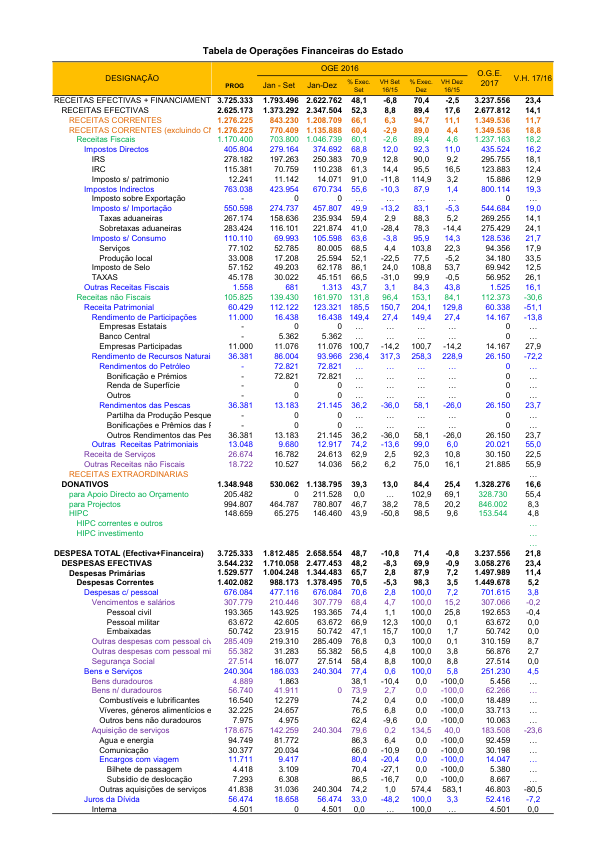 Tabela de Operações Financeiras do Estado
DESIGNAÇÃO OGE 2016 O.G.E. 2017 V.H. 17/16
PROG Jan - Set Jan-Dez % Exec. Set VH Set 16/15 % Exec. Dez VH Dez 16/15
RECEITAS EFECTIVAS + FINANCIAMENT 3.725.333 1.793.496 2.622.762 48,1 -6,8 70,4 -2,5 3.237.556 23,4
RECEITAS EFECTIVAS 2.625.173 1.373.292 2.347.504 52,3 8,8 89,4 17,6 2.677.812 14,1
RECEITAS CORRENTES 1.276.225 843.230 1.208.709 66,1 6,3 94,7 11,1 1.349.536 11,7
RECEITAS CORRENTES (excluindo Cf 1.276.225 770.409 1.135.888 60,4 -2,9 89,0 4,4 1.349.536 18,8
Receitas Fiscais 1.170.400 703.800 1.046.739 60,1 -2,6 89,4 4,6 1.237.163 18,2
Impostos Directos 405.804 279.164 374.692 68,8 12,0 92,3 11,0 435.524 16,2
IRS 278.182 197.263 250.383 70,9 12,8 90,0 9,2 295.755 18,1
IRC 115.381 70.759 110.238 61,3 14,4 95,5 16,5 123.883 12,4
Imposto s/ patrimonio 12.241 11.142 14.071 91,0 -11,8 114,9 3,2 15.886 12,9
Impostos Indirectos 763.038 423.954 670.734 55,6 -10,3 87,9 1,4 800.114 19,3
Imposto sobre Exportação - 0 0 … … … … 0 …
Imposto s/ Importação 550.598 274.737 457.807 49,9 -13,2 83,1 -5,3 544.684 19,0
Taxas aduaneiras 267.174 158.636 235.934 59,4 2,9 88,3 5,2 269.255 14,1
Sobretaxas aduaneiras 283.424 116.101 221.874 41,0 -28,4 78,3 -14,4 275.429 24,1
Imposto s/ Consumo 110.110 69.993 105.598 63,6 -3,8 95,9 14,3 128.536 21,7
Serviços 77.102 52.785 80.005 68,5 4,4 103,8 22,3 94.356 17,9
Produção local 33.008 17.208 25.594 52,1 -22,5 77,5 -5,2 34.180 33,5
Imposto de Selo 57.152 49.203 62.178 86,1 24,0 108,8 53,7 69.942 12,5
TAXAS 45.178 30.022 45.151 66,5 -31,0 99,9 -0,5 56.952 26,1
Outras Receitas Fiscais 1.558 681 1.313 43,7 3,1 84,3 43,8 1.525 16,1
Receitas não Fiscais 105.825 139.430 161.970 131,8 96,4 153,1 84,1 112.373 -30,6
Receita Patrimonial 60.429 112.122 123.321 185,5 150,7 204,1 129,8 60.338 -51,1
Rendimento de Participações 11.000 16.438 16.438 149,4 27,4 149,4 27,4 14.167 -13,8
Empresas Estatais - 0 0 … … … … 0 …
Banco Central - 5.362 5.362 … … … … 0 …
Empresas Participadas 11.000 11.076 11.076 100,7 -14,2 100,7 -14,2 14.167 27,9
Rendimento de Recursos Naturai 36.381 86.004 93.966 236,4 317,3 258,3 228,9 26.150 -72,2
Rendimentos do Petróleo - 72.821 72.821 … … … … 0 …
Bonificação e Prémios - 72.821 72.821 … … … … 0 …
Renda de Superfície - 0 0 … … … … 0 …
Outros - 0 0 … … … … 0 …
Rendimentos das Pescas 36.381 13.183 21.145 36,2 -36,0 58,1 -26,0 26.150 23,7
Partilha da Produção Pesque - 0 0 … … … … 0 …
Bonificações e Prêmios das F - 0 0 … … … … 0 …
Outros Rendimentos das Pes 36.381 13.183 21.145 36,2 -36,0 58,1 -26,0 26.150 23,7
Outras Receitas Patrimoniais 13.048 9.680 12.917 74,2 -13,6 99,0 6,0 20.021 55,0
Receita de Serviços 26.674 16.782 24.613 62,9 2,5 92,3 10,8 30.150 22,5
Outras Receitas não Fiscais 18.722 10.527 14.036 56,2 6,2 75,0 16,1 21.885 55,9
RECEITAS EXTRAORDINARIAS …
DONATIVOS 1.348.948 530.062 1.138.795 39,3 13,0 84,4 25,4 1.328.276 16,6
para Apoio Directo ao Orçamento 205.482 0 211.528 0,0 … 102,9 69,1 328.730 55,4
para Projectos 994.807 464.787 780.807 46,7 38,2 78,5 20,2 846.002 8,3
HIPC 148.659 65.275 146.460 43,9 -50,8 98,5 9,6 153.544 4,8
HIPC correntes e outros …
HIPC investimento …
…
DESPESA TOTAL (Efectiva+Financeira) 3.725.333 1.812.485 2.658.554 48,7 -10,8 71,4 -0,8 3.237.556 21,8
DESPESAS EFECTIVAS 3.544.232 1.710.058 2.477.453 48,2 -8,3 69,9 -0,9 3.058.276 23,4
Despesas Primárias 1.529.577 1.004.248 1.344.483 65,7 2,8 87,9 7,2 1.497.989 11,4
Despesas Correntes 1.402.082 988.173 1.378.495 70,5 -5,3 98,3 3,5 1.449.678 5,2
Despesas c/ pessoal 676.084 477.116 676.084 70,6 2,8 100,0 7,2 701.615 3,8
Vencimentos e salários 307.779 210.446 307.779 68,4 4,7 100,0 15,2 307.066 -0,2
Pessoal civil 193.365 143.925 193.365 74,4 1,1 100,0 25,8 192.653 -0,4
Pessoal militar 63.672 42.605 63.672 66,9 12,3 100,0 0,1 63.672 0,0
Embaixadas 50.742 23.915 50.742 47,1 15,7 100,0 1,7 50.742 0,0
Outras despesas com pessoal civ 285.409 219.310 285.409 76,8 0,3 100,0 0,1 310.159 8,7
Outras despesas com pessoal mi 55.382 31.283 55.382 56,5 4,8 100,0 3,8 56.876 2,7
Segurança Social 27.514 16.077 27.514 58,4 8,8 100,0 8,8 27.514 0,0
Bens e Serviços 240.304 186.033 240.304 77,4 0,6 100,0 5,8 251.230 4,5
Bens duradouros 4.889 1.863 38,1 -10,4 0,0 -100,0 5.456 …
Bens n/ duradouros 56.740 41.911 0 73,9 2,7 0,0 -100,0 62.266 …
Combustíveis e lubrificantes 16.540 12.279 74,2 0,4 0,0 -100,0 18.489 …
Víveres, géneros alimentícios e 32.225 24.657 76,5 6,8 0,0 -100,0 33.713 …
Outros bens não duradouros 7.975 4.975 62,4 -9,6 0,0 -100,0 10.063 …
Aquisição de serviços 178.675 142.259 240.304 79,6 0,2 134,5 40,0 183.508 -23,6
Agua e energia 94.749 81.772 86,3 6,4 0,0 -100,0 92.459 …
Comunicação 30.377 20.034 66,0 -10,9 0,0 -100,0 30.198 …
Encargos com viagem 11.711 9.417 80,4 -20,4 0,0 -100,0 14.047 …
Bilhete de passagem 4.418 3.109 70,4 -27,1 0,0 -100,0 5.380 …
Subsídio de deslocação 7.293 6.308 86,5 -16,7 0,0 -100,0 8.667 …
Outras aquisições de serviços 41.838 31.036 240.304 74,2 1,0 574,4 583,1 46.803 -80,5
Juros da Dívida 56.474 18.658 56.474 33,0 -48,2 100,0 3,3 52.416 -7,2
Interna 4.501 0 4.501 0,0 … 100,0 … 4.501 0,0